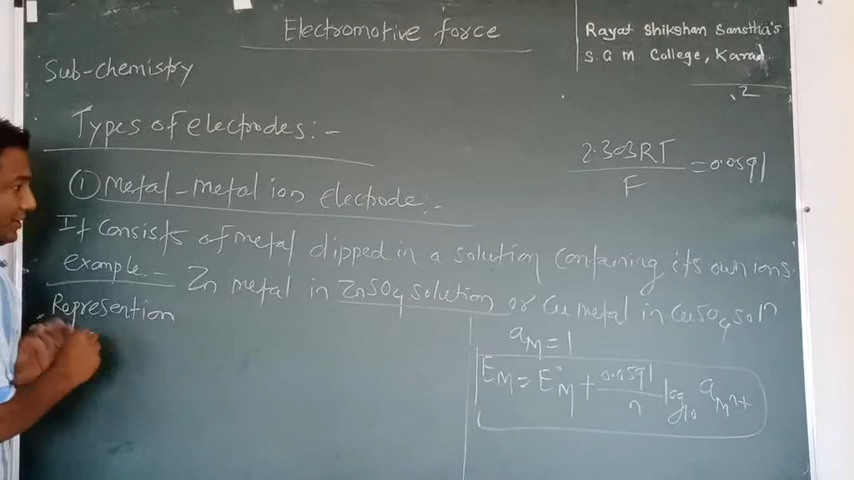 Electromotive force
Rayat Shikshan Sanstha's
S. G. M College, Karad.
Sub-chemistry
2
Types of electrodes:-
2.303RT / F = 0.0591
① Metal-metal ion electrode:-
It consists of metal dipped in a solution containing its own ions.
example:- Zn metal in ZnSO4 solution or Cu metal in CuSO4 solⁿ
Represention
aM = 1
EM = E°M + 0.0591 / n log10 aMⁿ⁺